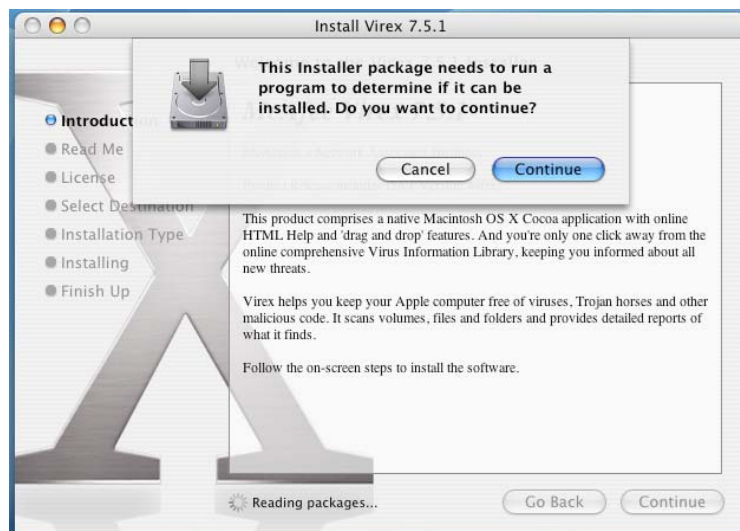 Install Virex 7.5.1
This Installer package needs to run a
program to determine if it can be
installed. Do you want to continue?
Cancel
Continue
Introduct
Read Me
License
Select Destination
Installation Type
Installing
Finish Up
This product comprises a native Macintosh OS X Cocoa application with online
HTML Help and 'drag and drop' features. And you're only one click away from the
online comprehensive Virus Information Library, keeping you informed about all
new threats.
Virex helps you keep your Apple computer free of viruses, Trojan horses and other
malicious code. It scans volumes, files and folders and provides detailed reports of
what it finds.
Follow the on-screen steps to install the software.
Reading packages...
Go Back
Continue